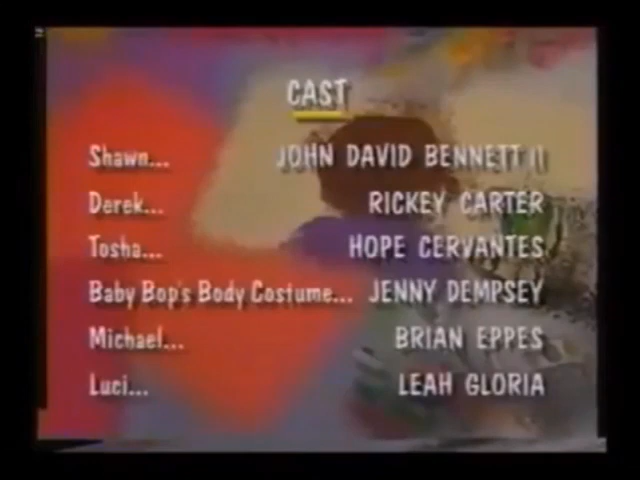 CAST
Shawn... JOHN DAVID BENNETT II
Derek... RICKEY CARTER
Tosha... HOPE CERVANTES
Baby Bop's Body Costume... JENNY DEMPSEY
Michael... BRIAN EPPES
Luci... LEAH GLORIA